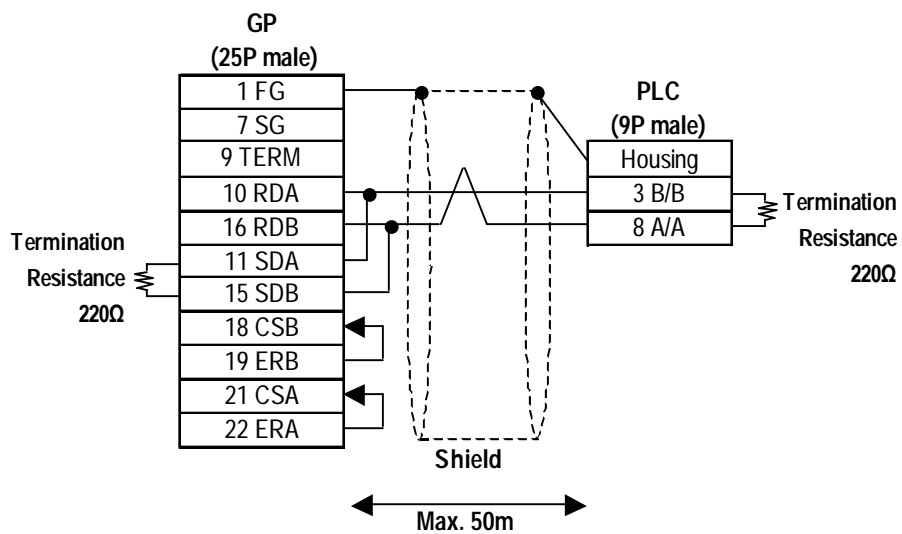 GP
(25P male)
1 FG
7 SG
9 TERM
10 RDA
16 RDB
11 SDA
15 SDB
18 CSB
19 ERB
21 CSA
22 ERA
Termination
Resistance
220Ω
PLC
(9P male)
Housing
3 B/B
8 A/A
Termination
Resistance
220Ω
Shield
Max. 50m